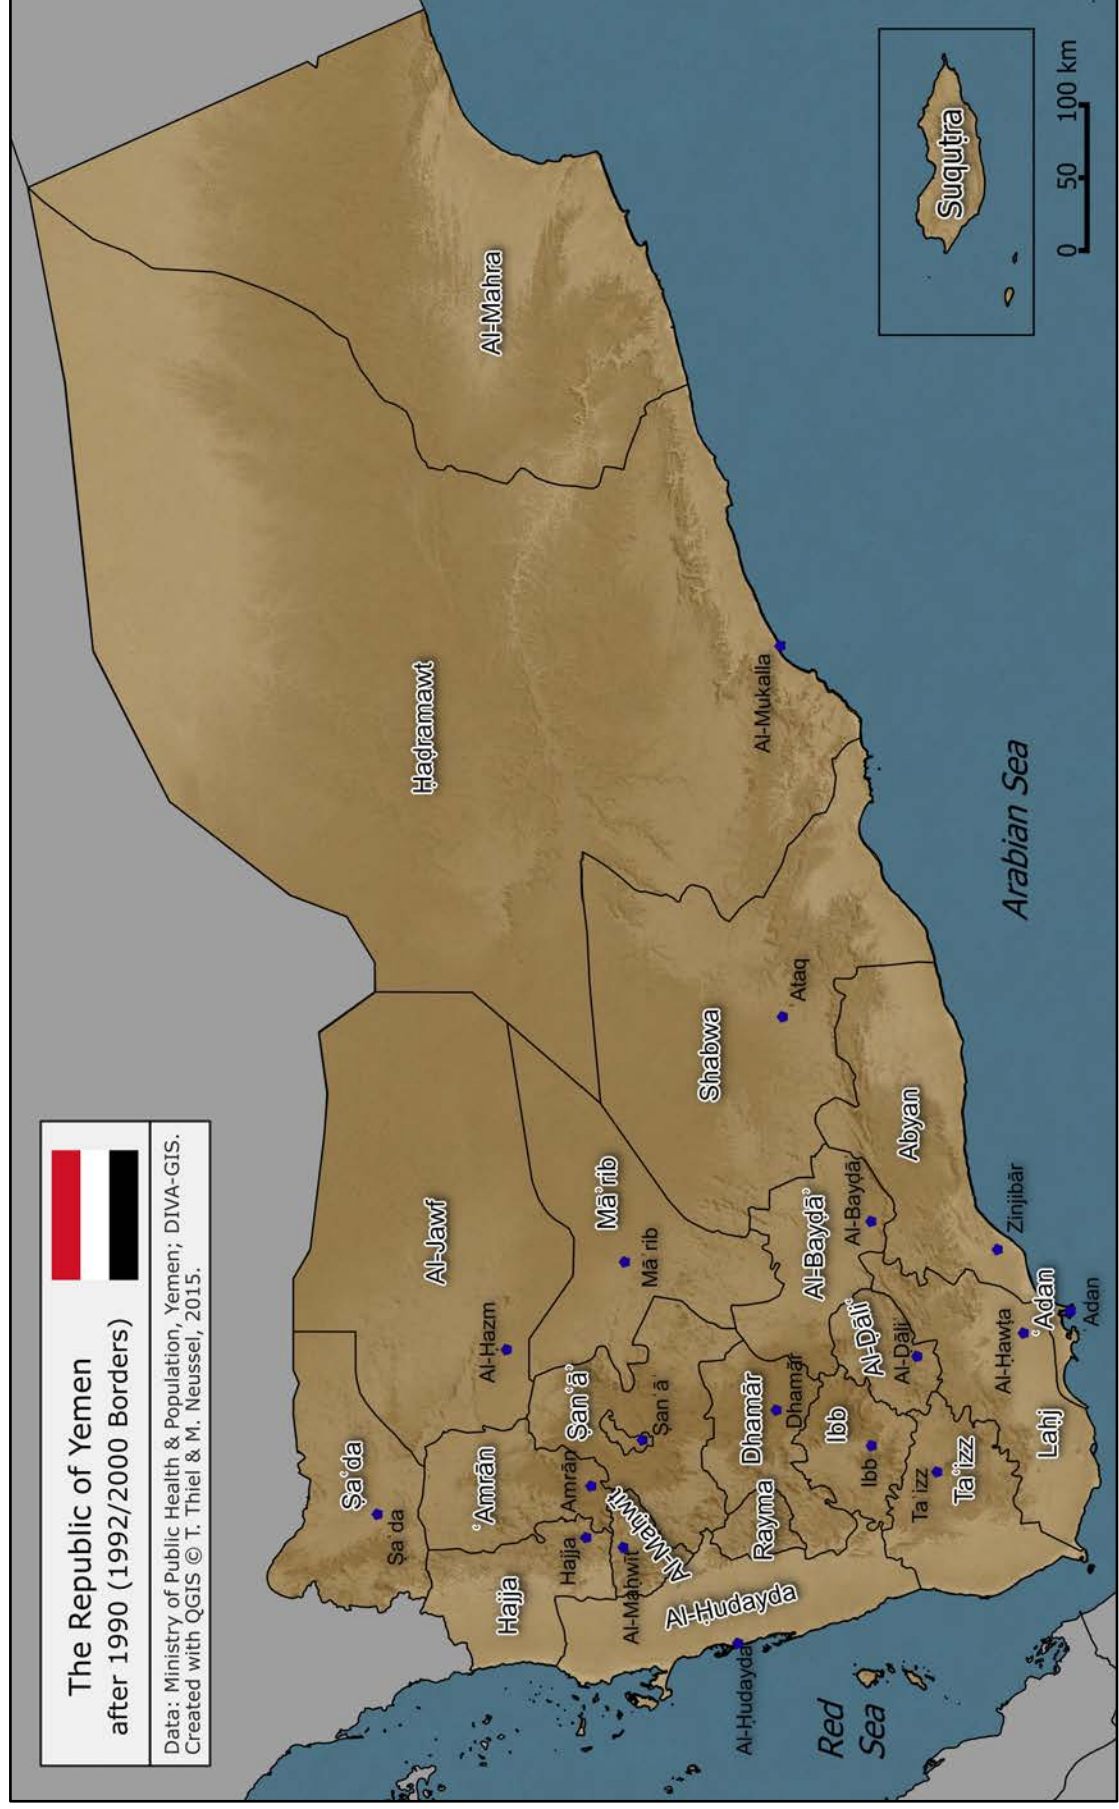 The Republic of Yemen
after 1990 (1992/2000 Borders)
Data: Ministry of Public Health & Population, Yemen; DIVA-GIS.
Created with QGIS © T. Thiel & M. Neussel, 2015.
Ṣaʿda
Ṣaʿda
Al-Jawf
Al-Ḥazm
Ḥaḍramawt
Al-Mahra
ʿAmrān
ʿAmrān
Hajja
Hajja
Ṣanʿāʾ
Ṣanʿāʾ
Māʾrib
Māʾrib
Al-Maḥwīt
Al-Maḥwīt
Al-Ḥudayda
Al-Ḥudayda
Rayma
Dhamār
Dhamār
Shabwa
ʿAtaq
Al-Mukalla
Al-Bayḍāʾ
Al-Bayḍāʾ
Ibb
Ibb
Al-Ḍāliʿ
Al-Ḍāliʿ
Abyan
Zinjibār
Taʿizz
Taʿizz
Laḥj
Al-Ḥawṭa
ʿAdan
ʿAdan
Red
Sea
Arabian Sea
Suquṭra
0 50 100 km